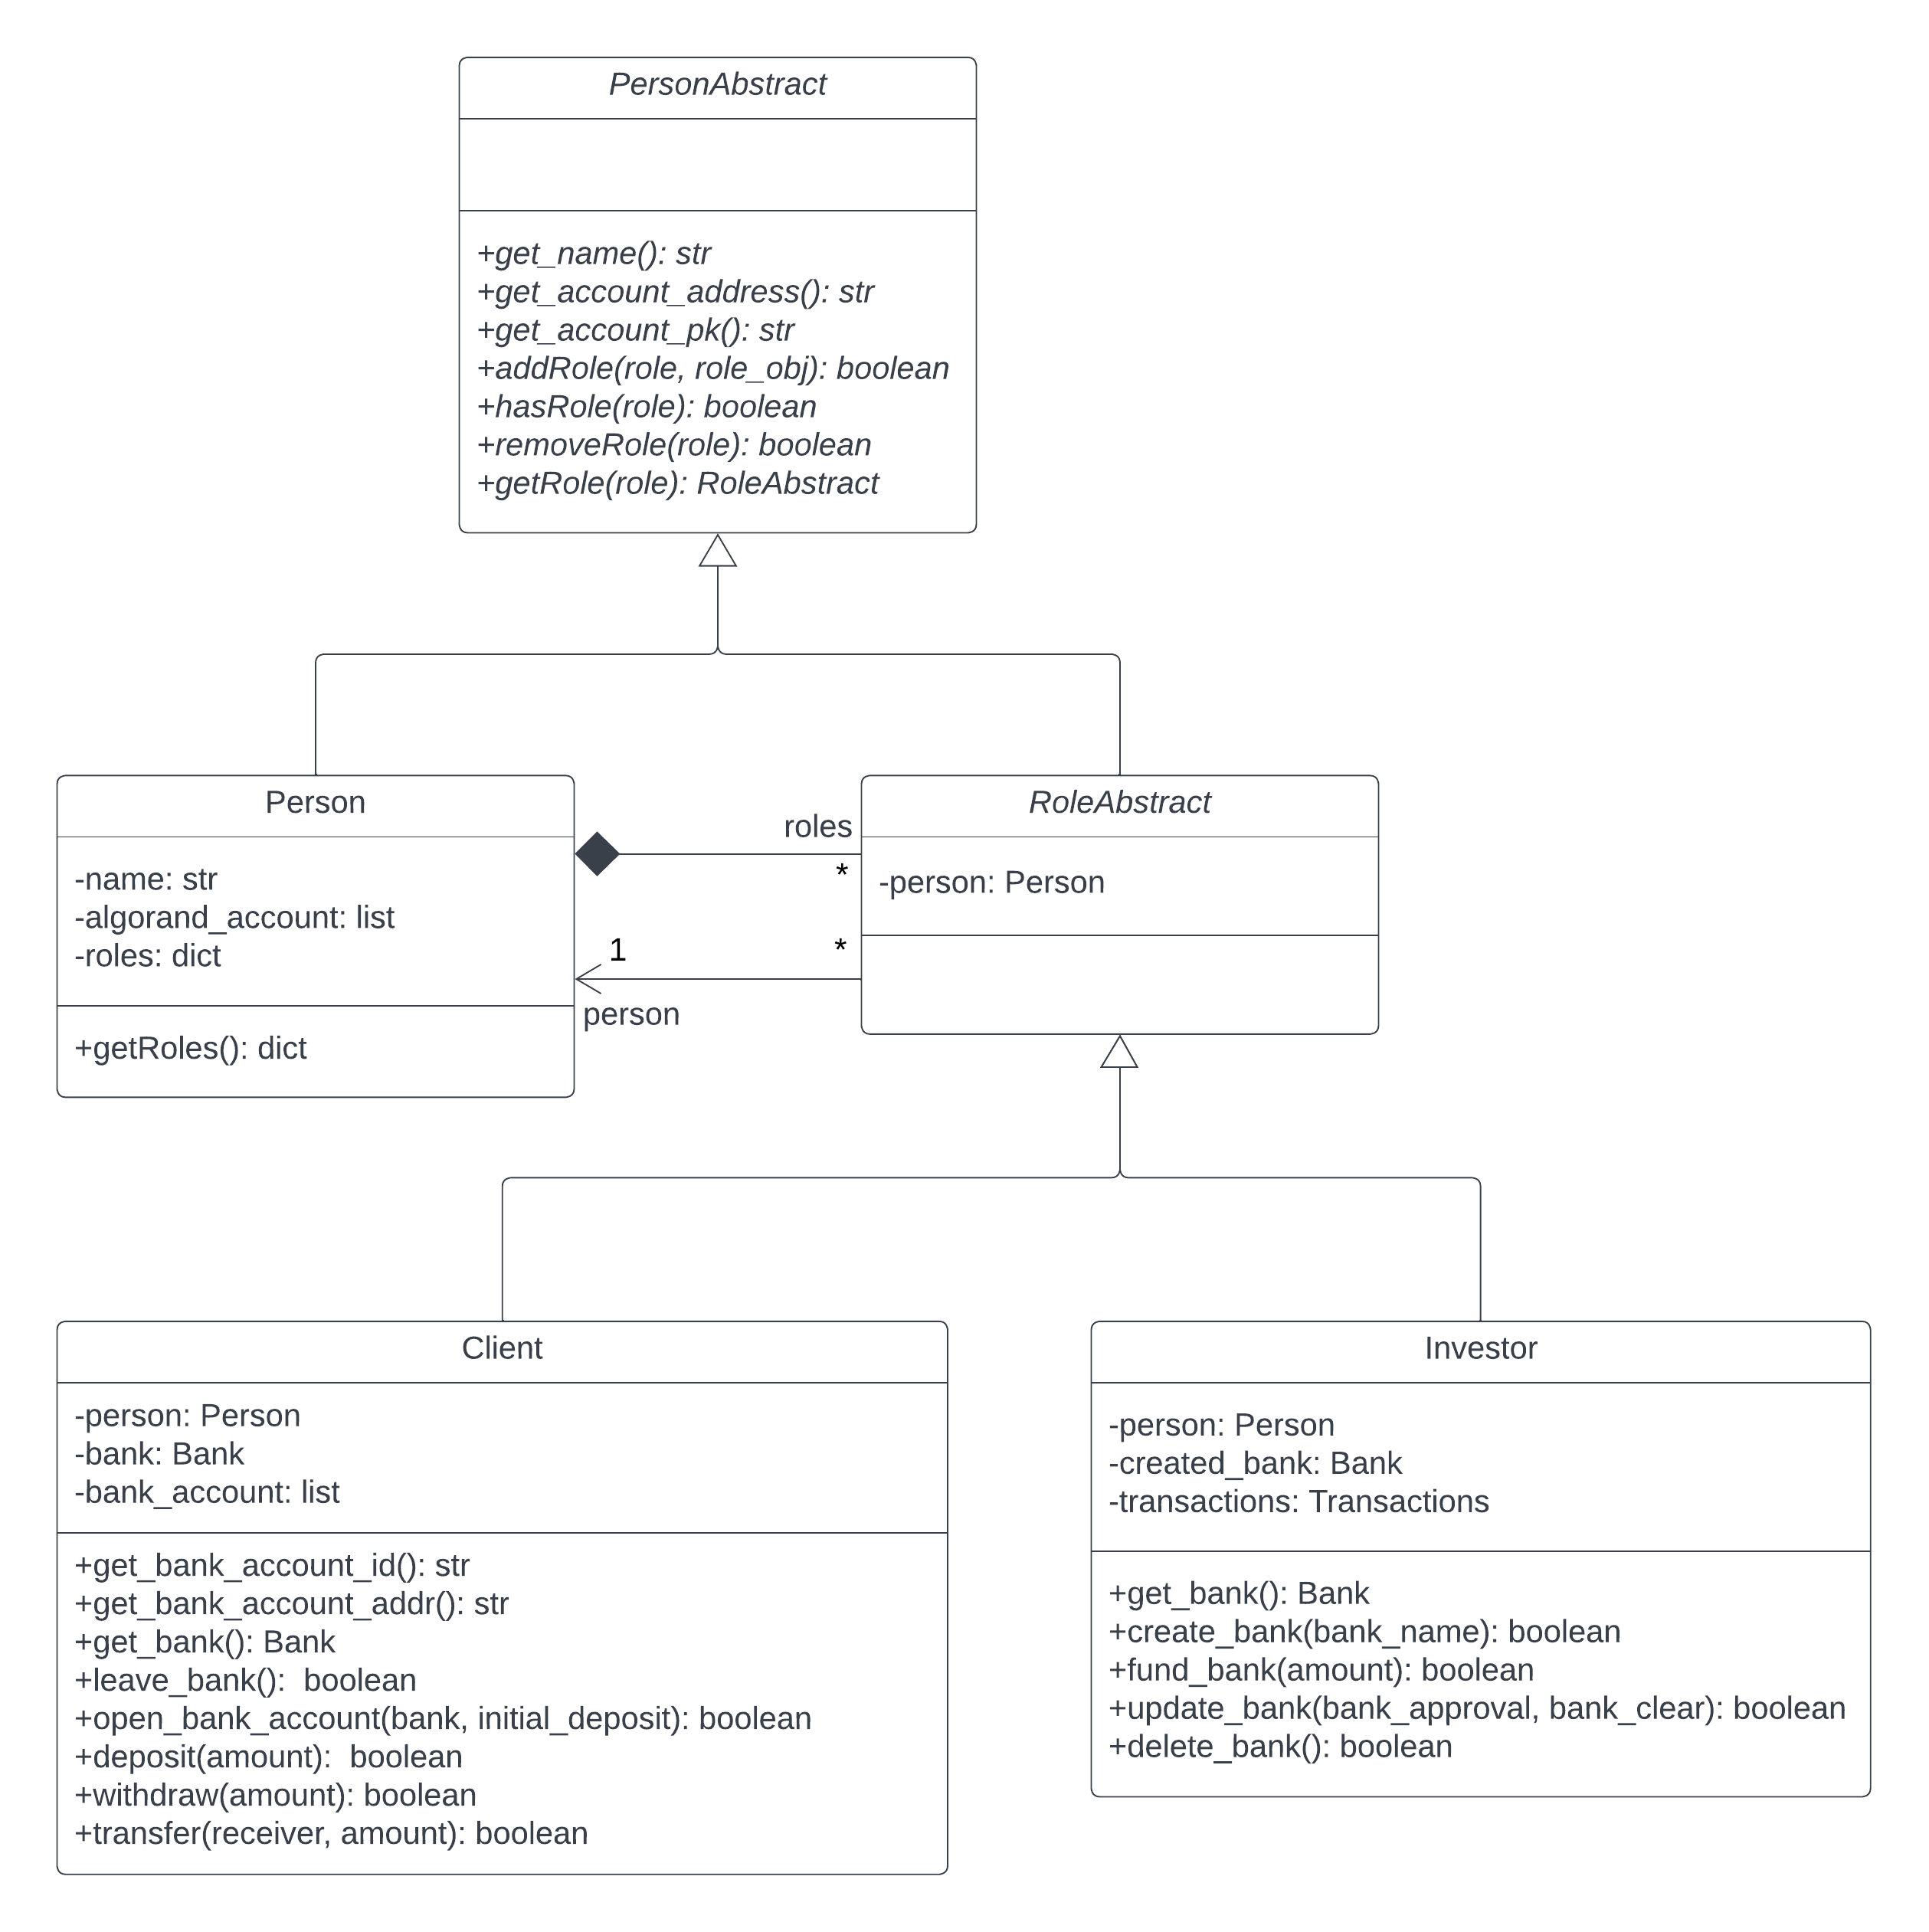 PersonAbstract
+get_name(): str
+get_account_address(): str
+get_account_pk(): str
+addRole(role, role_obj): boolean
+hasRole(role): boolean
+removeRole(role): boolean
+getRole(role): RoleAbstract
Person
-name: str
-algorand_account: list
-roles: dict
+getRoles(): dict
roles
*
1
*
person
RoleAbstract
-person: Person
Client
-person: Person
-bank: Bank
-bank_account: list
+get_bank_account_id(): str
+get_bank_account_addr(): str
+get_bank(): Bank
+leave_bank():  boolean
+open_bank_account(bank, initial_deposit): boolean
+deposit(amount):  boolean
+withdraw(amount): boolean
+transfer(receiver, amount): boolean
Investor
-person: Person
-created_bank: Bank
-transactions: Transactions
+get_bank(): Bank
+create_bank(bank_name): boolean
+fund_bank(amount): boolean
+update_bank(bank_approval, bank_clear): boolean
+delete_bank(): boolean